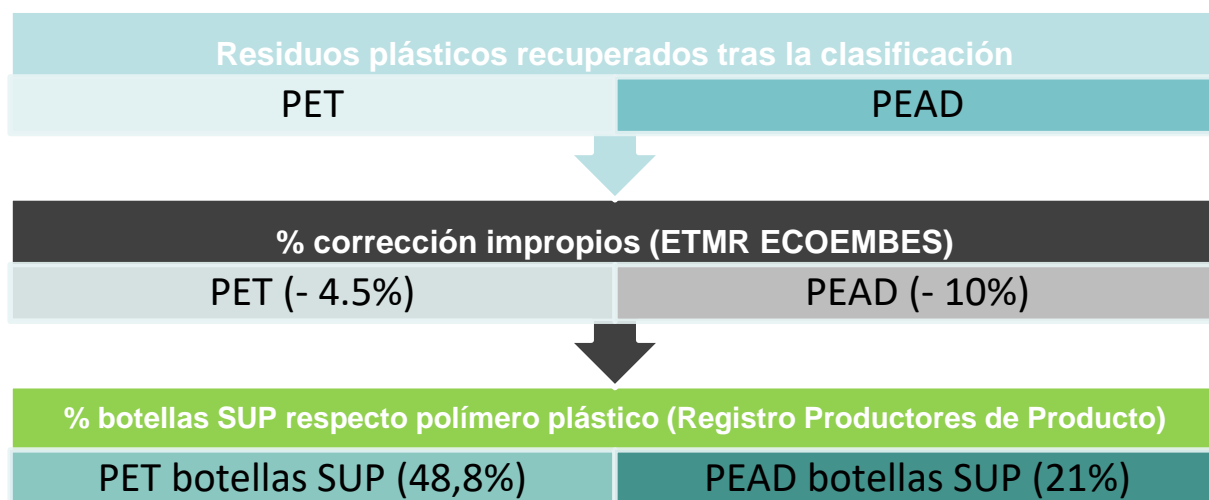 Residuos plásticos recuperados tras la clasificación
PET
PEAD
% corrección impropios (ETMR ECOEMBES)
PET (- 4.5%)
PEAD (- 10%)
% botellas SUP respecto polímero plástico (Registro Productores de Producto)
PET botellas SUP (48,8%)
PEAD botellas SUP (21%)